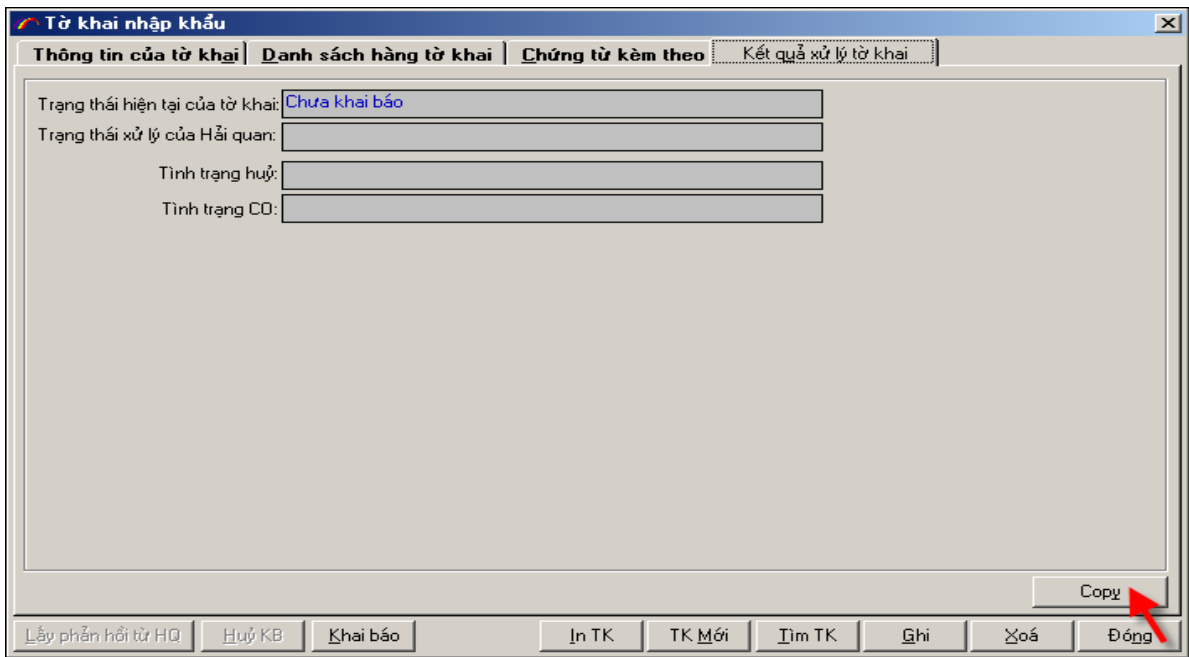 Tờ khai nhập khẩu
Thông tin của tờ khai Danh sách hàng tờ khai Chứng từ kèm theo Kết quả xử lý tờ khai
Trạng thái hiện tại của tờ khai: Chưa khai báo
Trạng thái xử lý của Hải quan:
Tình trạng huỷ:
Tình trạng CO:
Copy
Lấy phản hồi từ HQ Huỷ KB Khai báo In TK TK Mới Tìm TK Ghi Xoá Đóng